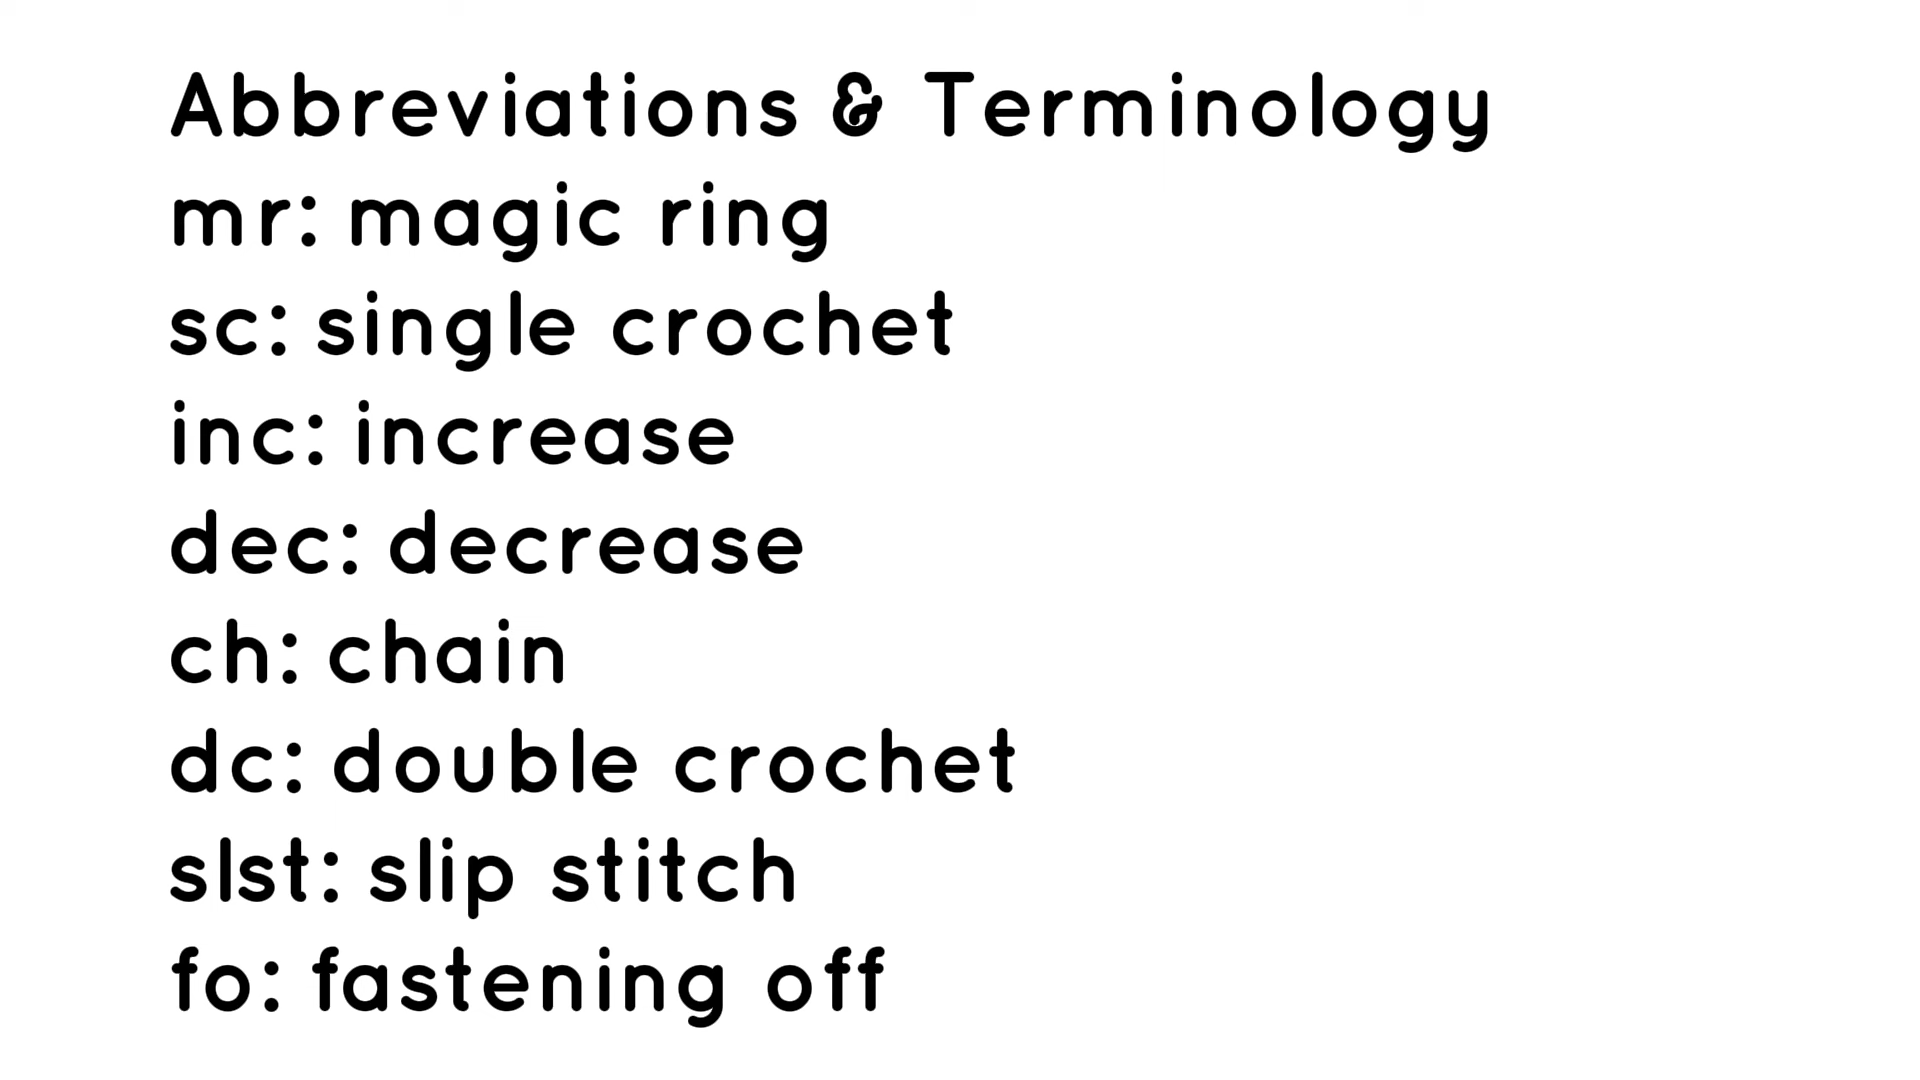 Abbreviations & Terminology
mr: magic ring
sc: single crochet
inc: increase
dec: decrease
ch: chain
dc: double crochet
slst: slip stitch
fo: fastening off